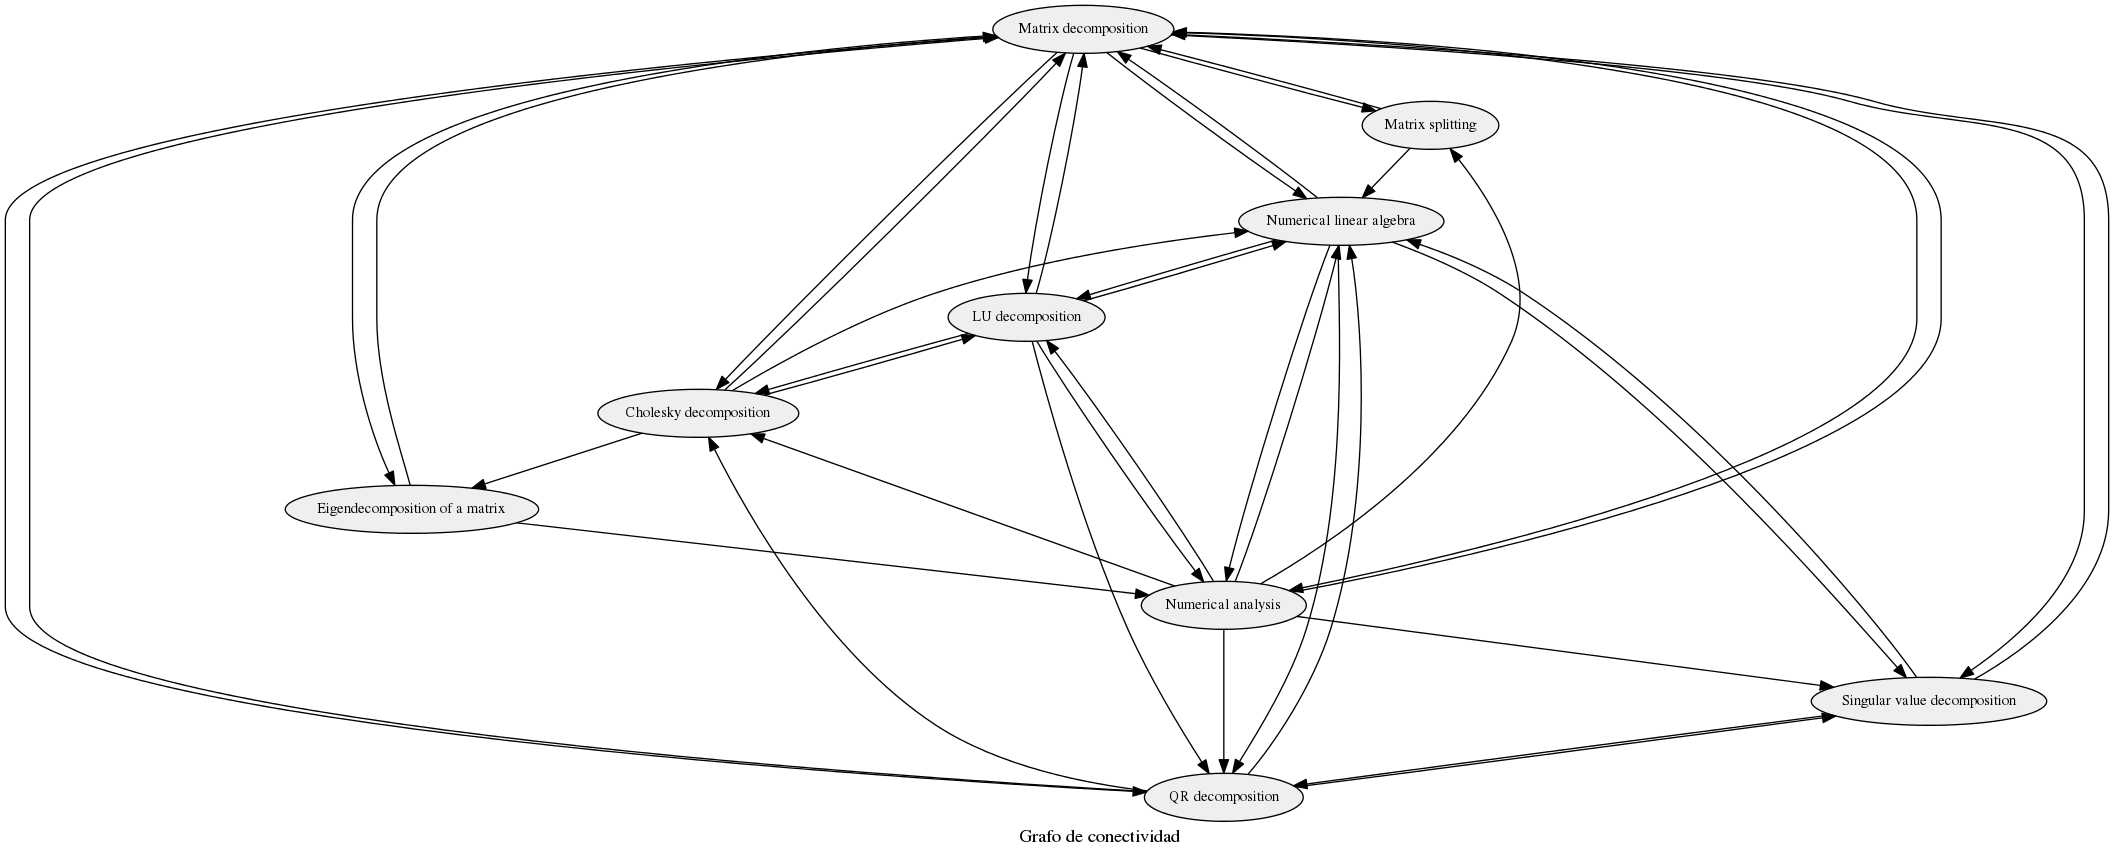 Matrix decomposition
Matrix splitting
Numerical linear algebra
LU decomposition
Cholesky decomposition
Eigendecomposition of a matrix
Numerical analysis
Singular value decomposition
QR decomposition
Grafo de conectividad